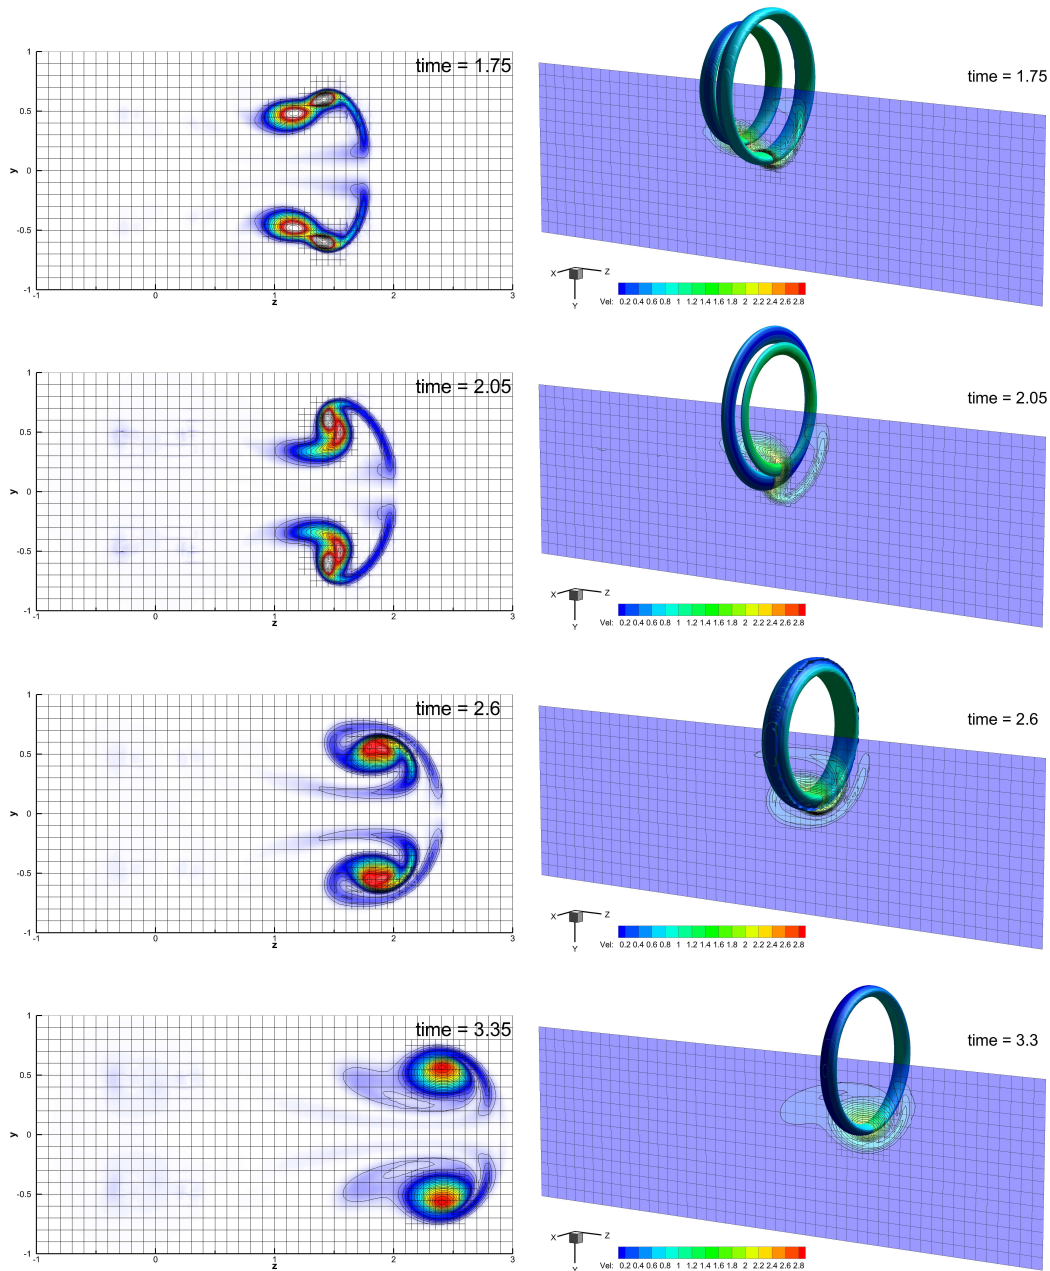 time = 1.75
1
0.5
0
-0.5
-1
y
-1 0 1 2 3
z
time = 1.75
X Z
Y
Vel: 0.2 0.4 0.6 0.8 1 1.2 1.4 1.6 1.8 2 2.2 2.4 2.6 2.8
time = 2.05
1
0.5
0
-0.5
-1
y
-1 0 1 2 3
z
time = 2.05
X Z
Y
Vel: 0.2 0.4 0.6 0.8 1 1.2 1.4 1.6 1.8 2 2.2 2.4 2.6 2.8
time = 2.6
1
0.5
0
-0.5
-1
y
-1 0 1 2 3
z
time = 2.6
X Z
Y
Vel: 0.2 0.4 0.6 0.8 1 1.2 1.4 1.6 1.8 2 2.2 2.4 2.6 2.8
time = 3.35
1
0.5
0
-0.5
-1
y
-1 0 1 2 3
z
time = 3.3
X Z
Y
Vel: 0.2 0.4 0.6 0.8 1 1.2 1.4 1.6 1.8 2 2.2 2.4 2.6 2.8